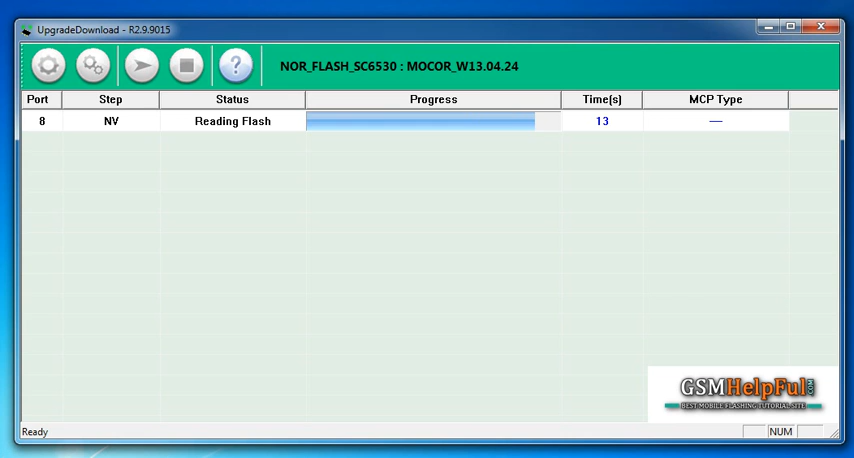 UpgradeDownload - R2.9.9015
NOR_FLASH_SC6530 : MOCOR_W13.04.24
Port Step Status Progress Time(s) MCP Type
8 NV Reading Flash 13 —
GSMHelpFul.COM
BEST MOBILE FLASHING TUTORIAL SITE
Ready NUM